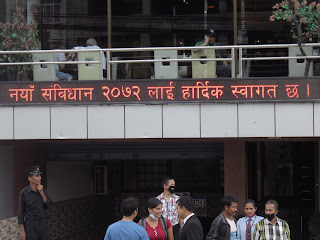 नयाँ संविधान २०७२ लाई हार्दिक स्वागत छ ।